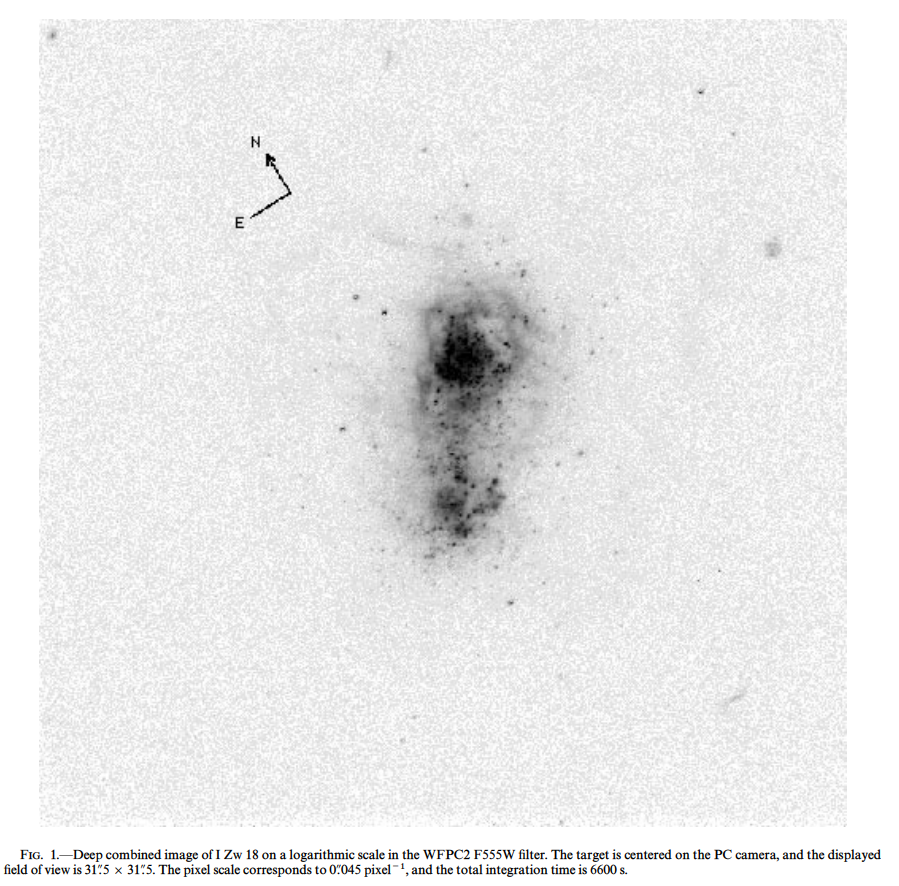 N
E
FIG. 1.—Deep combined image of I Zw 18 on a logarithmic scale in the WFPC2 F555W filter. The target is centered on the PC camera, and the displayed
field of view is 31".5 × 31".5. The pixel scale corresponds to 0".045 pixel⁻¹, and the total integration time is 6600 s.